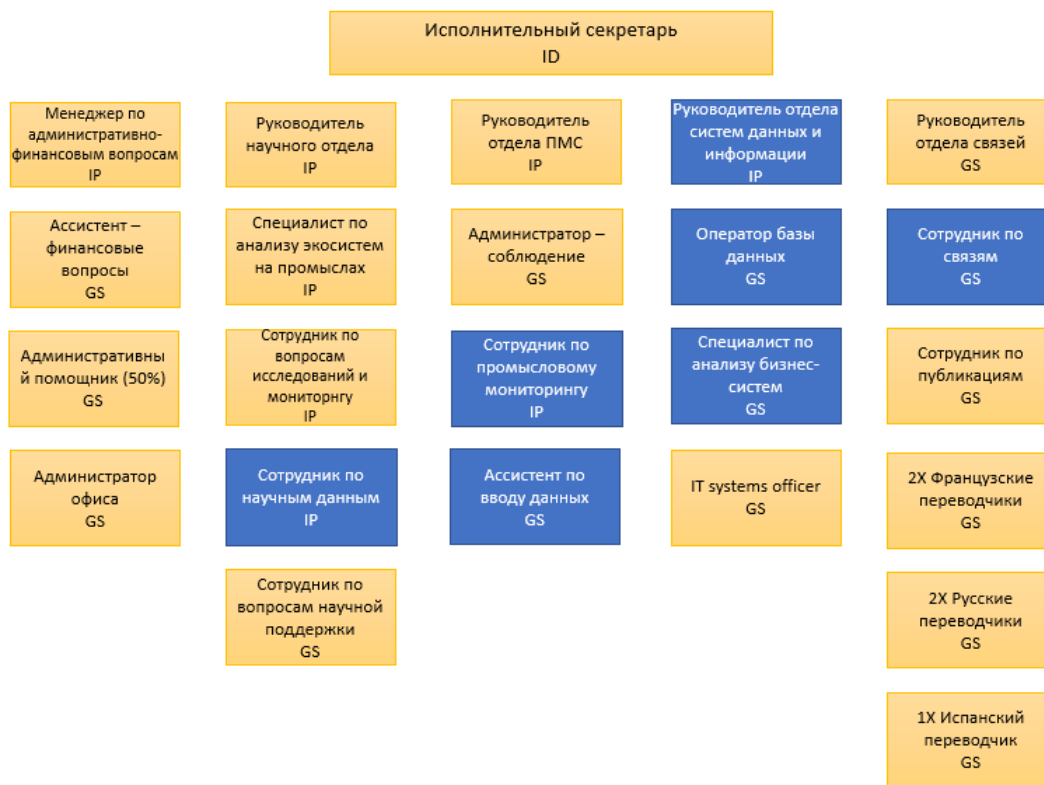 Исполнительный секретарь
ID
Менеджер по
административно-
финансовым вопросам
IP
Руководитель
научного отдела
IP
Руководитель
отдела ПМС
IP
Руководитель отдела
систем данных и
информации
IP
Руководитель
отдела связей
GS
Ассистент –
финансовые
вопросы
GS
Специалист по
анализу экосистем
на промыслах
IP
Администратор –
соблюдение
GS
Оператор базы
данных
GS
Сотрудник по
связям
GS
Административны
й помощник (50%)
GS
Сотрудник по
вопросам
исследований и
мониторнгу
IP
Сотрудник по
промысловому
мониторингу
IP
Специалист по
анализу бизнес-
систем
GS
Сотрудник по
публикациям
GS
Администратор
офиса
GS
Сотрудник по
научным данным
IP
Ассистент по
вводу данных
GS
IT systems officer
GS
2X Французские
переводчики
GS
Сотрудник по
вопросам научной
поддержки
GS
2X Русские
переводчики
GS
1X Испанский
переводчик
GS